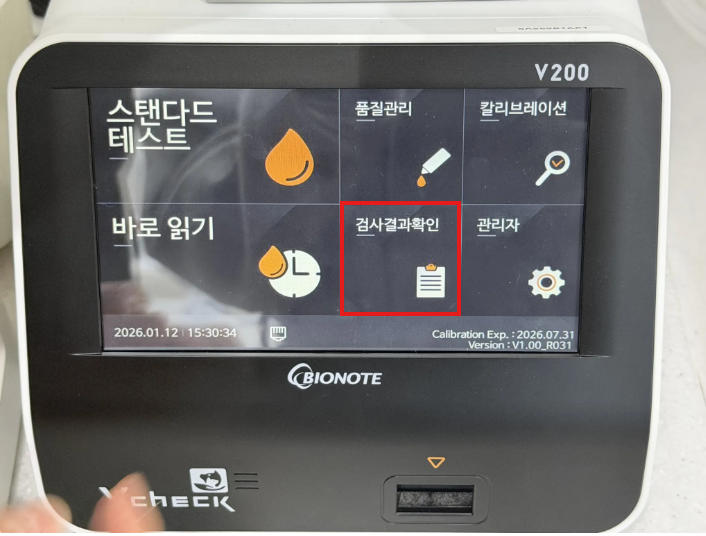 V200
스탠다드
테스트
품질관리
칼리브레이션
바로 읽기
검사결과확인
관리자
2026.01.12 15:30:34
Calibration Exp. : 2026.07.31
Version : V1.00_R031
BIONOTE
Vcheck